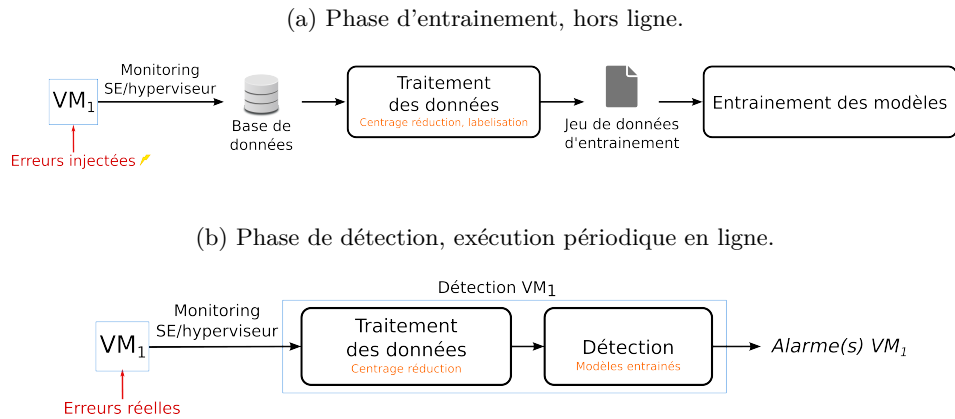 (a) Phase d'entrainement, hors ligne.
Monitoring
SE/hyperviseur
VM1
Erreurs injectées
Base de
données
Traitement
des données
Centrage réduction, labelisation
Jeu de données
d'entrainement
Entrainement des modèles
(b) Phase de détection, exécution périodique en ligne.
Détection VM1
Monitoring
SE/hyperviseur
VM1
Erreurs réelles
Traitement
des données
Centrage réduction
Détection
Modèles entrainés
Alarme(s) VM1